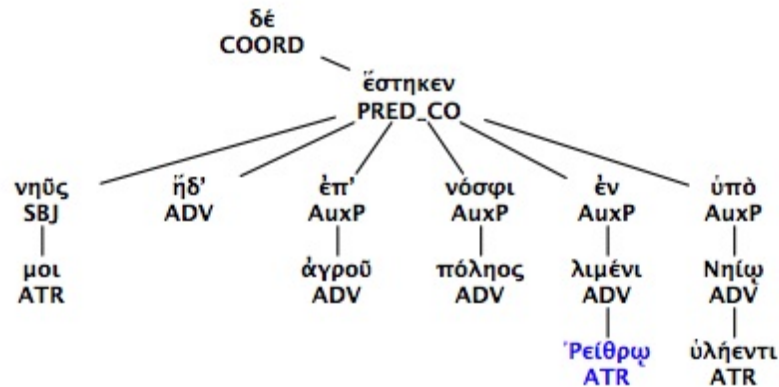 δέ
COORD
ἕστηκεν
PRED_CO
νηῦς ἥδ' ἐπ' νόσφι ἐν ὑπὸ
SBJ ADV AuxP AuxP AuxP AuxP
μοι ἀγροῦ πόληος λιμένι Νηίῳ
ATR ADV ADV ADV ADV
Ῥείθρῳ ὑλήεντι
ATR ATR